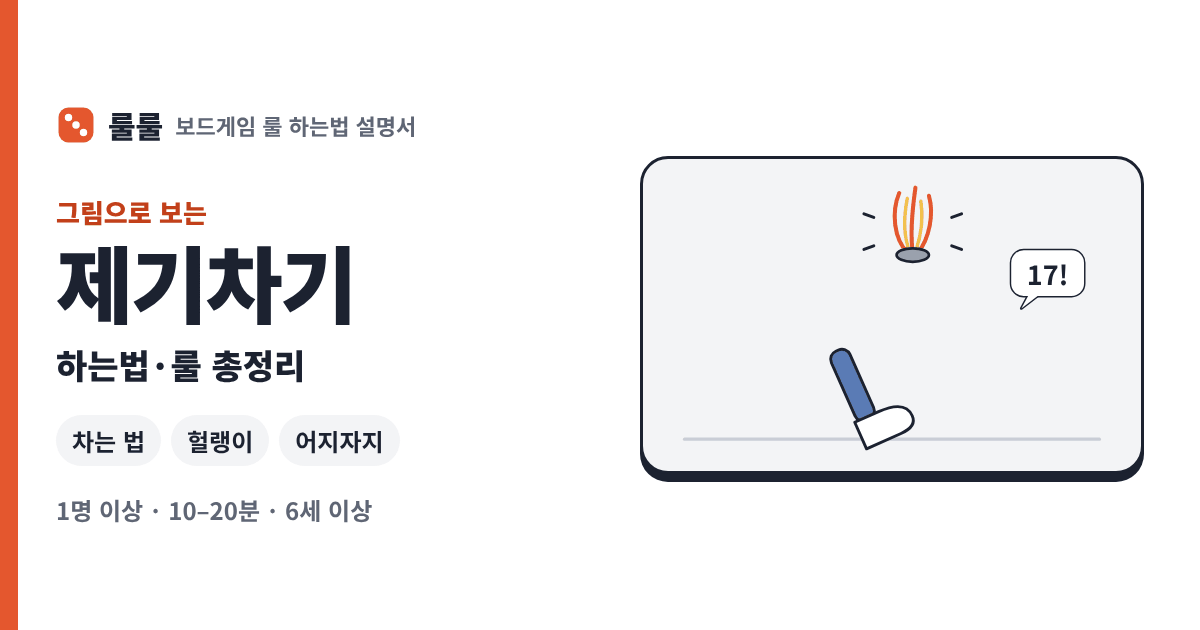 룰룰 보드게임 룰 하는법 설명서
그림으로 보는
제기차기
하는법·룰 총정리
차는 법 헐랭이 어지자지
1명 이상 · 10–20분 · 6세 이상
17!